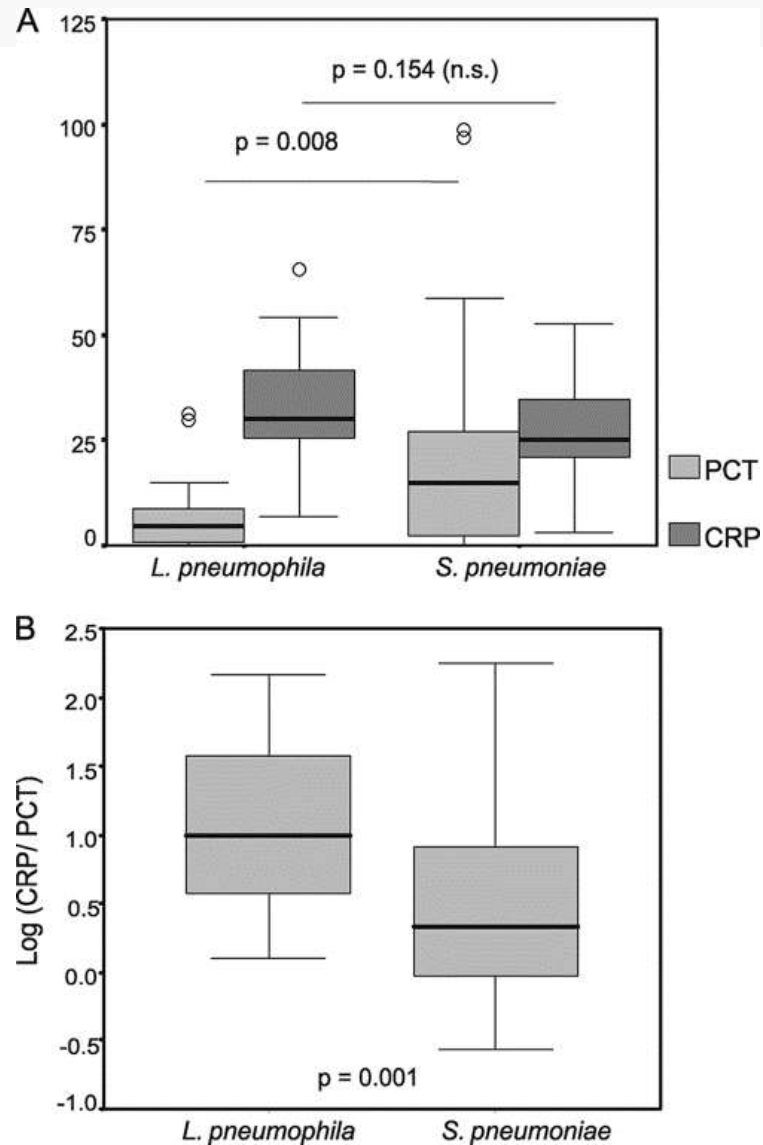 A
125
p = 0.154 (n.s.)
100
p = 0.008
75
50
25
PCT
CRP
0
L. pneumophila S. pneumoniae
B
2.5
2.0
1.5
Log (CRP/ PCT)
1.0
0.5
0.0
-0.5
p = 0.001
-1.0
L. pneumophila S. pneumoniae